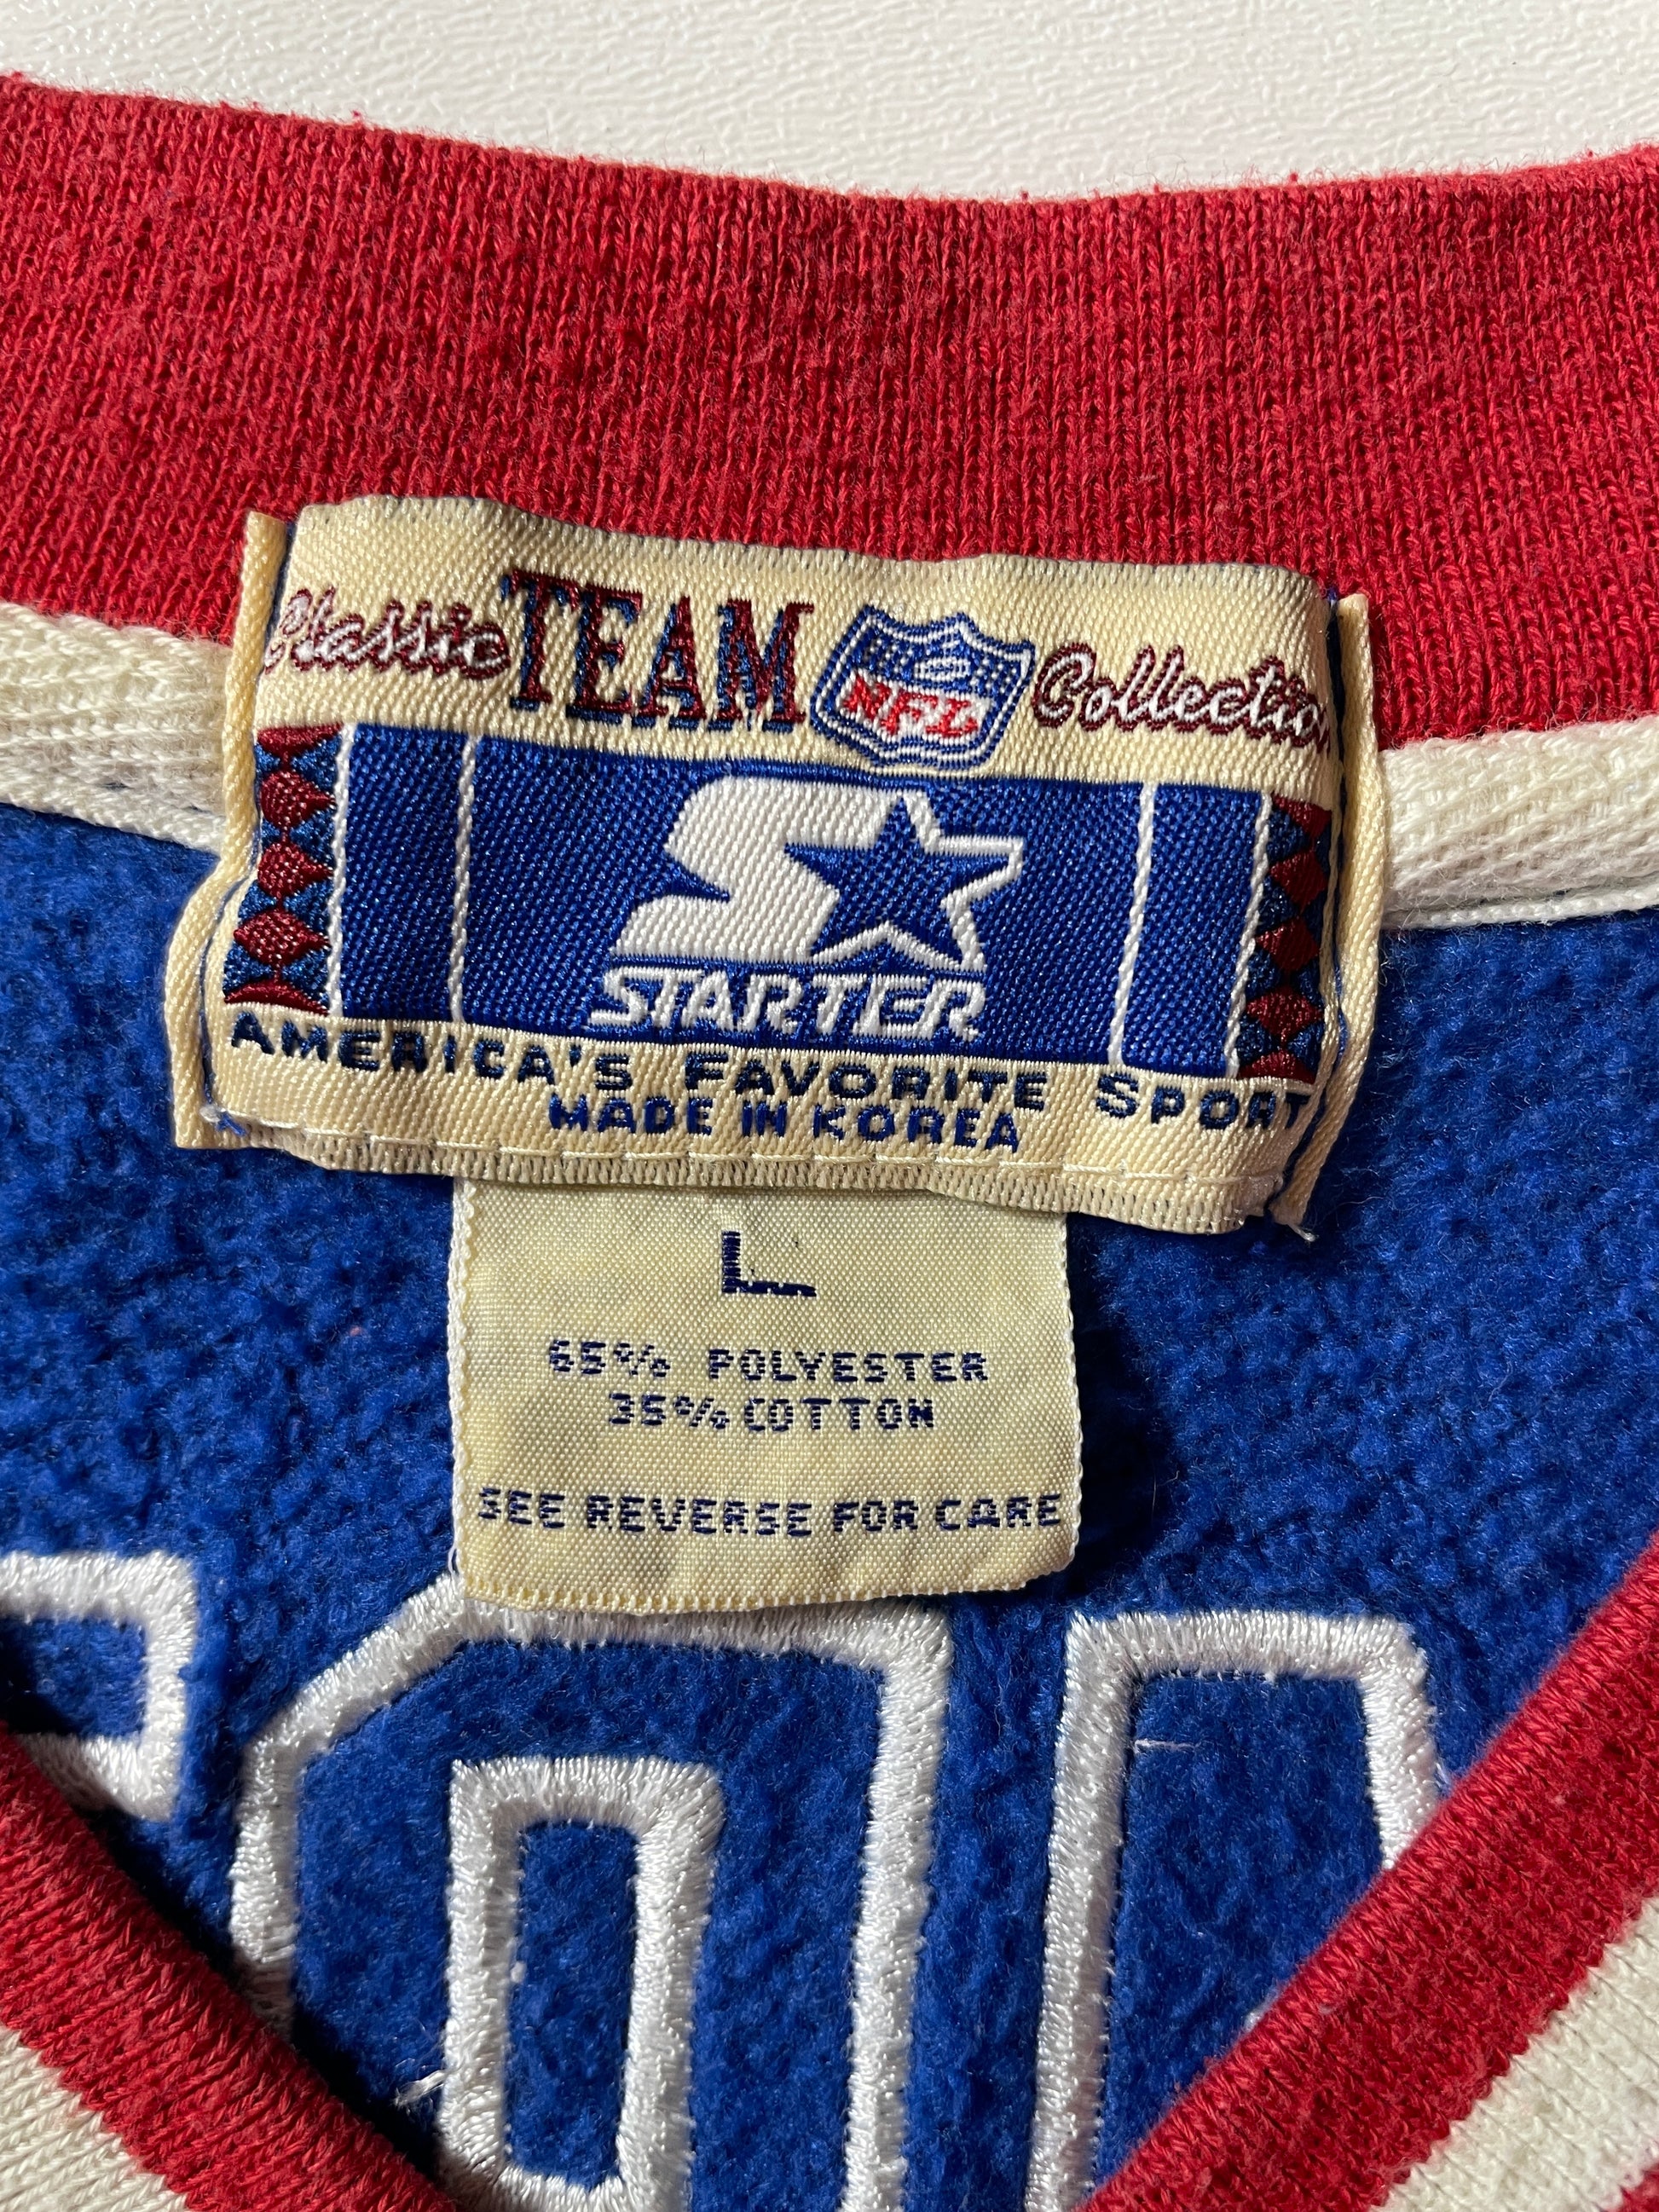 Classic TEAM NFL Collection
STARTER
AMERICA'S FAVORITE SPORT
MADE IN KOREA
L
65% POLYESTER
35% COTTON
SEE REVERSE FOR CARE